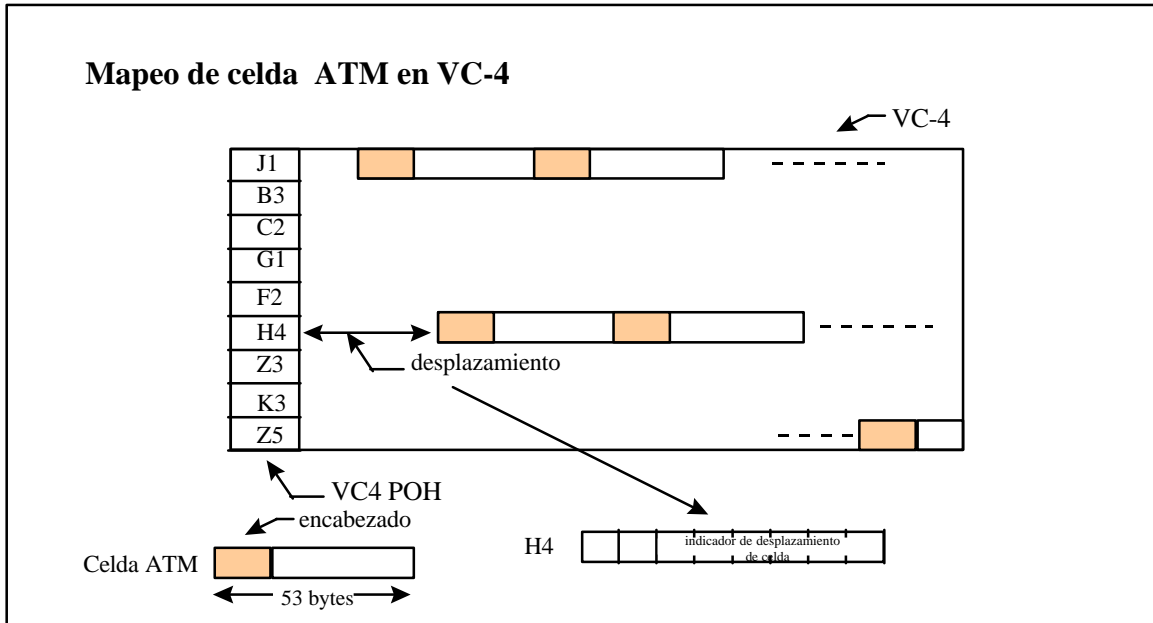 Mapeo de celda ATM en VC-4
VC-4
J1
B3
C2
G1
F2
H4
desplazamiento
Z3
K3
Z5
VC4 POH
encabezado
Celda ATM
53 bytes
H4
indicador de desplazamiento
de celda